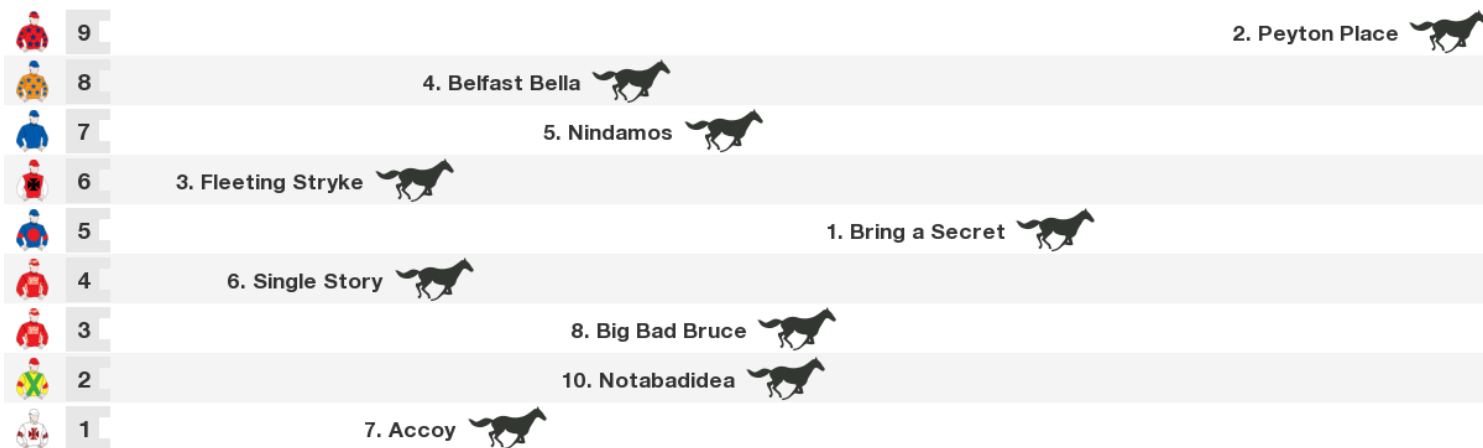 9 2. Peyton Place
8 4. Belfast Bella
7 5. Nindamos
6 3. Fleeting Stryke
5 1. Bring a Secret
4 6. Single Story
3 8. Big Bad Bruce
2 10. Notabadidea
1 7. Accoy